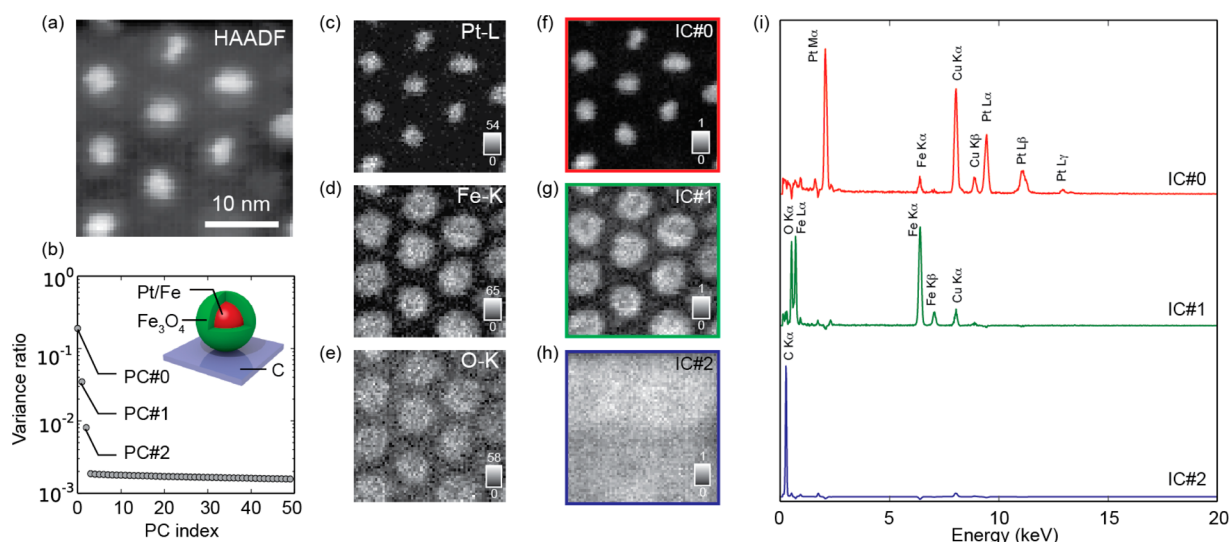 (a)
HAADF
10 nm
(b)
Variance ratio
10⁰
10⁻¹
10⁻²
10⁻³
Pt/Fe
Fe₃O₄
C
PC#0
PC#1
PC#2
0 10 20 30 40 50
PC index
(c)
Pt-L
54
0
(d)
Fe-K
65
0
(e)
O-K
58
0
(f)
IC#0
1
0
(g)
IC#1
1
0
(h)
IC#2
1
0
(i)
Pt Mα
Fe Kα
Cu Kα
Cu Kβ
Pt Lα
Pt Lβ
Pt Lγ
IC#0
O Kα
Fe Lα
Fe Kα
Fe Kβ
Cu Kα
IC#1
C Kα
IC#2
0 5 10 15 20
Energy (keV)